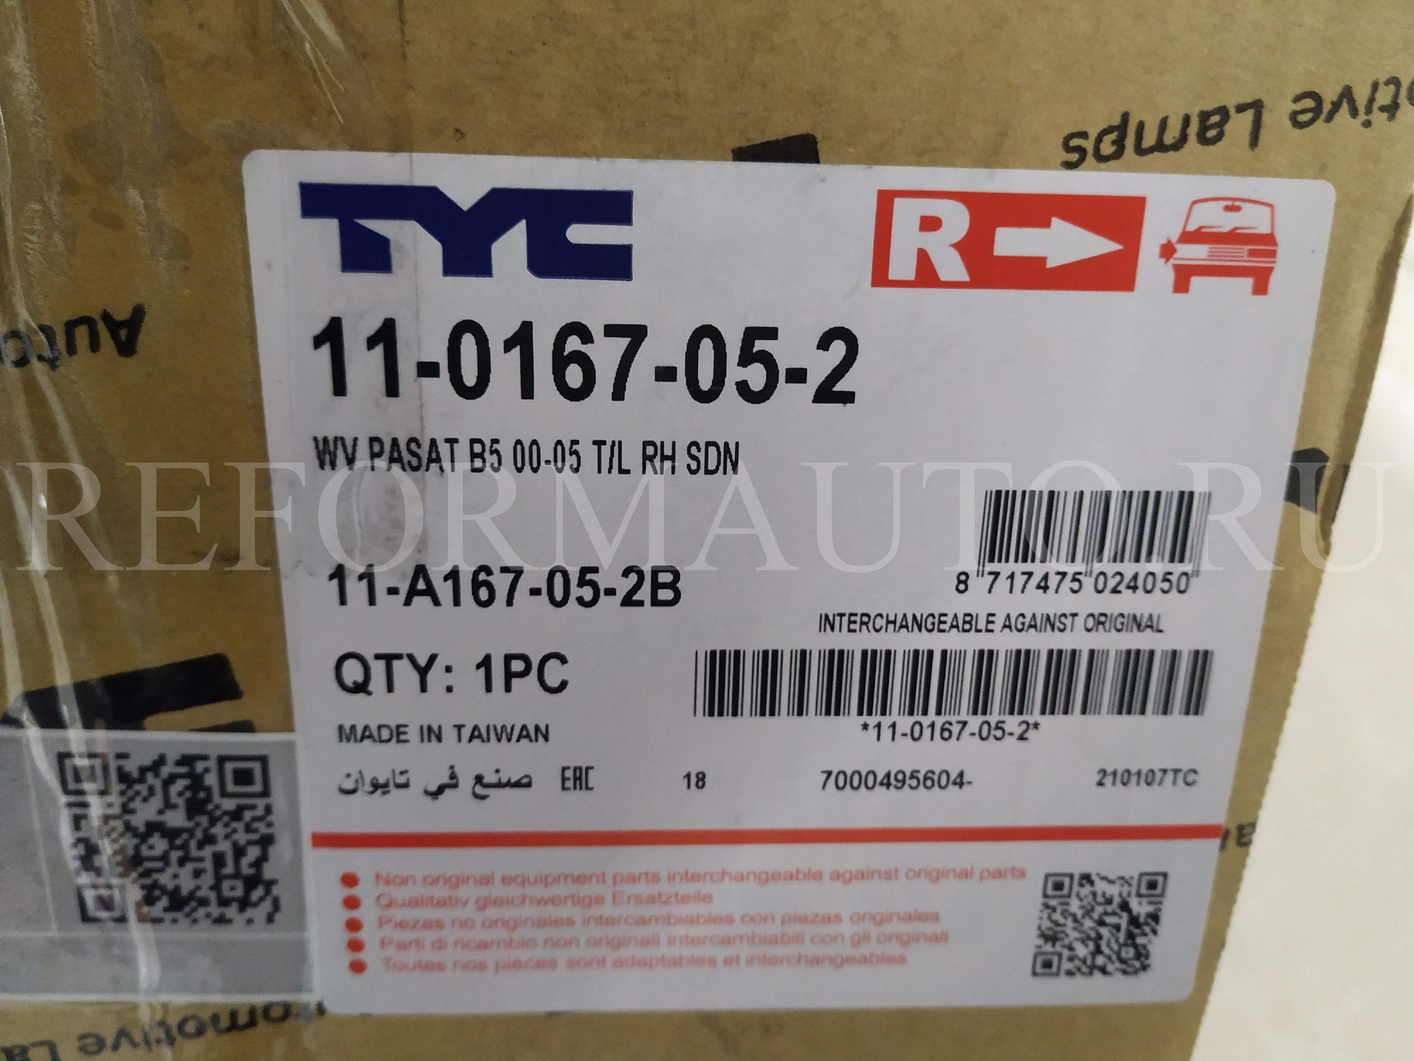 otive Lamps
TYC
R
11-0167-05-2
Auto
WV PASAT B5 00-05 T/L RH SDN
REFORMAUTO.RU
11-A167-05-2B
8 717475 024050
INTERCHANGEABLE AGAINST ORIGINAL
QTY: 1PC
*11-0167-05-2*
MADE IN TAIWAN
صنع في تايوان EAC 18 7000495604- 210107TC
Non original equipment parts interchangeable against original parts
Qualitativ gleichwertige Ersatzteile
Piezas no originales intercambiables con piezas originales
Parti di ricambio non originali intercambiabili con gli originali
Toutes nos pièces sont adaptables et interchangeables
utomotive La